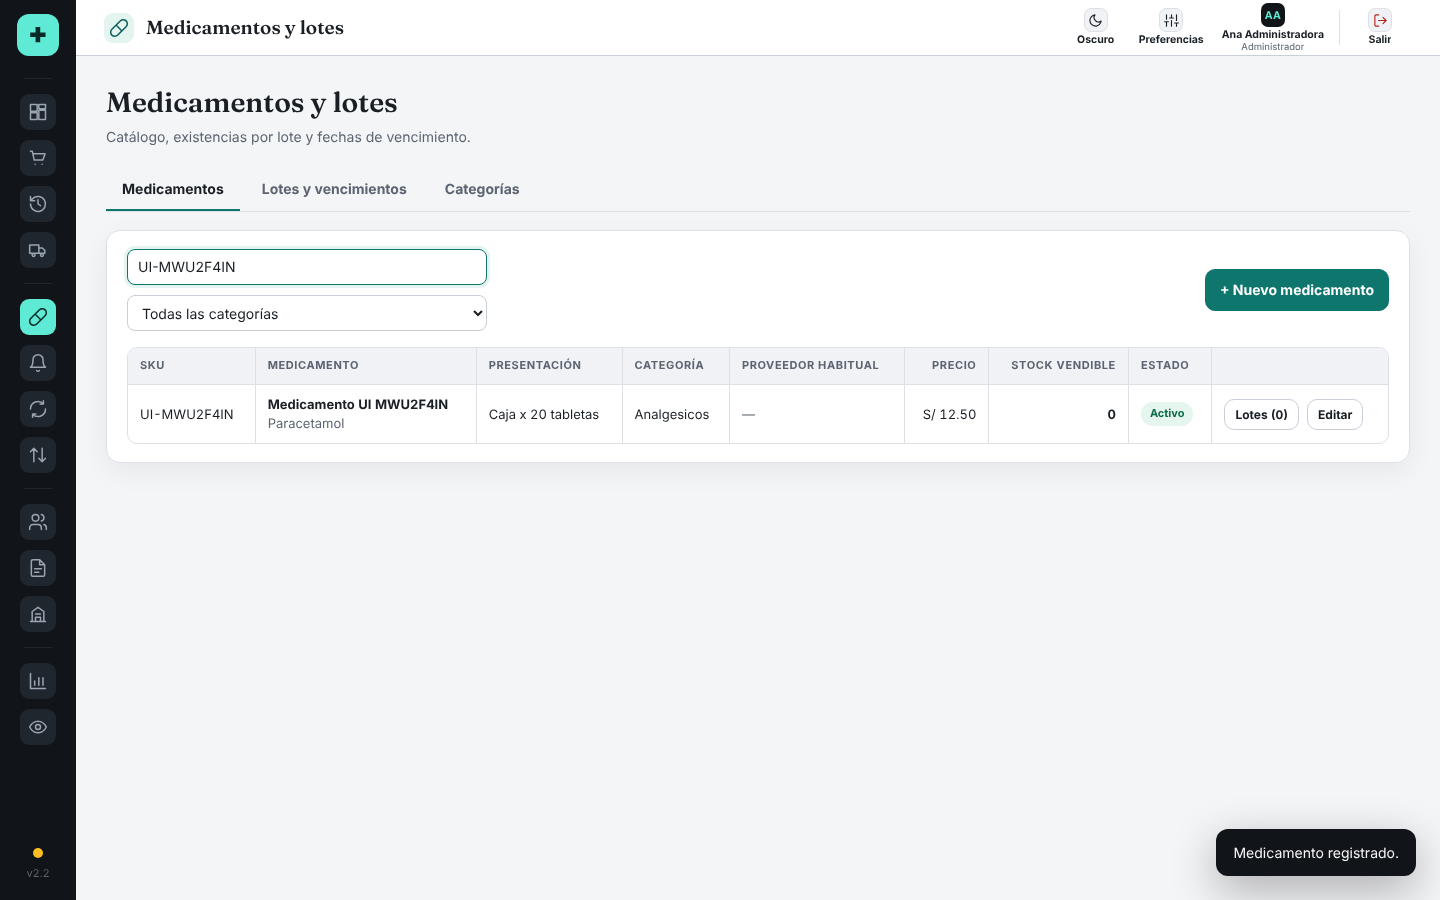 Medicamentos y lotes
Oscuro
Preferencias
AA
Ana Administradora
Administrador
Salir
Medicamentos y lotes
Catálogo, existencias por lote y fechas de vencimiento.
Medicamentos
Lotes y vencimientos
Categorías
UI-MWU2F4IN
Todas las categorías
+ Nuevo medicamento
SKU
MEDICAMENTO
PRESENTACIÓN
CATEGORÍA
PROVEEDOR HABITUAL
PRECIO
STOCK VENDIBLE
ESTADO
UI-MWU2F4IN
Medicamento UI MWU2F4IN
Paracetamol
Caja x 20 tabletas
Analgesicos
—
S/ 12.50
0
Activo
Lotes (0)
Editar
Medicamento registrado.
v2.2